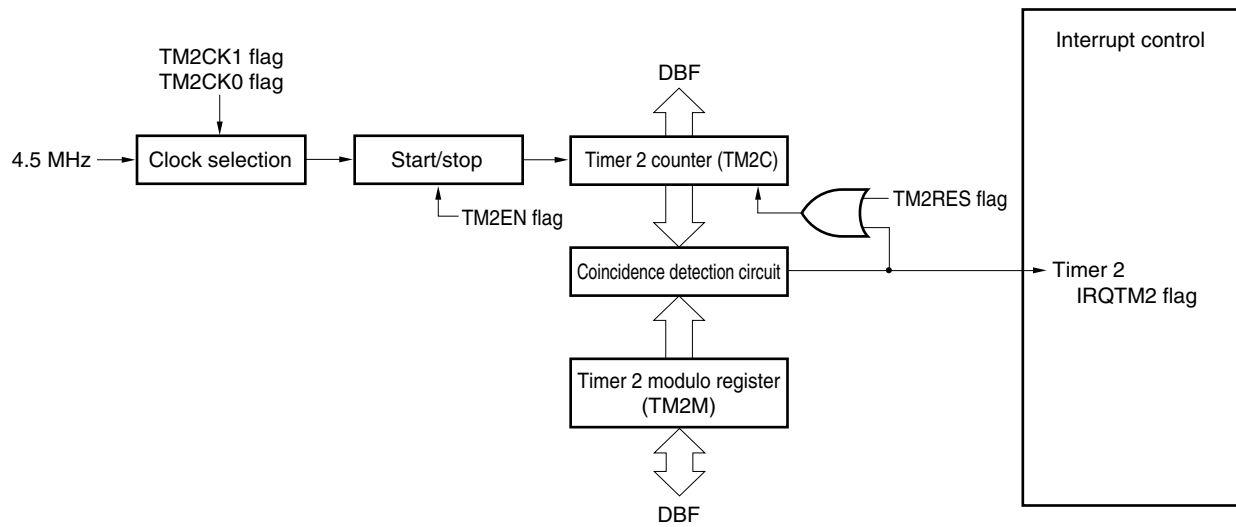 Interrupt control
TM2CK1 flag
TM2CK0 flag
DBF
4.5 MHz
Clock selection
Start/stop
Timer 2 counter (TM2C)
TM2EN flag
TM2RES flag
Coincidence detection circuit
Timer 2
IRQTM2 flag
Timer 2 modulo register
(TM2M)
DBF